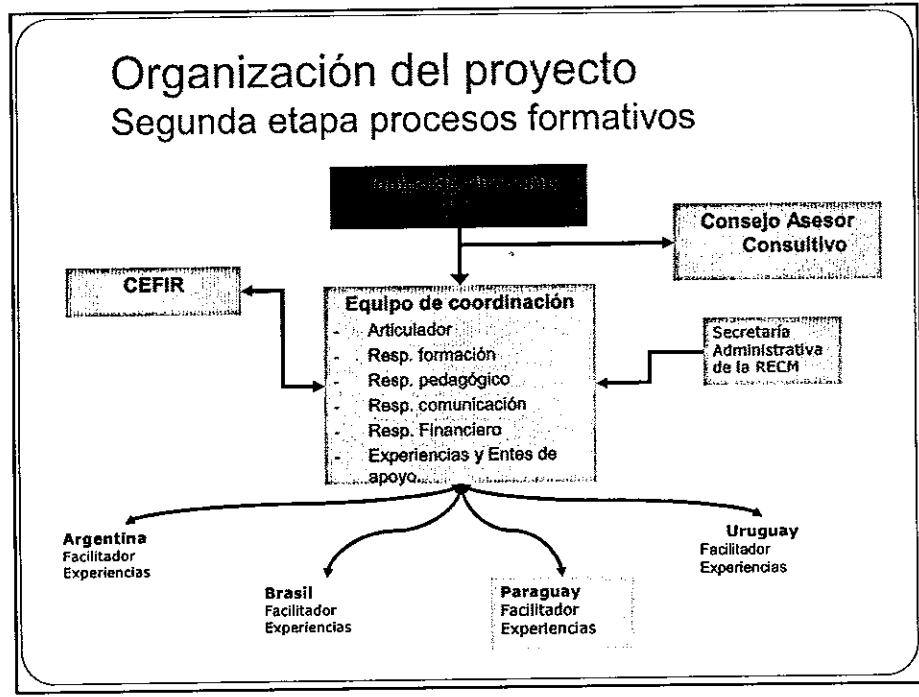 Organización del proyecto
Segunda etapa procesos formativos
Consejo Asesor
Consultivo
CEFIR
Equipo de coordinación
- Articulador
- Resp. formación
- Resp. pedagógico
- Resp. comunicación
- Resp. Financiero
- Experiencias y Entes de
apoyo
Secretaría
Administrativa
de la RECM
Argentina
Facilitador
Experiencias
Brasil
Facilitador
Experiencias
Paraguay
Facilitador
Experiencias
Uruguay
Facilitador
Experiencias